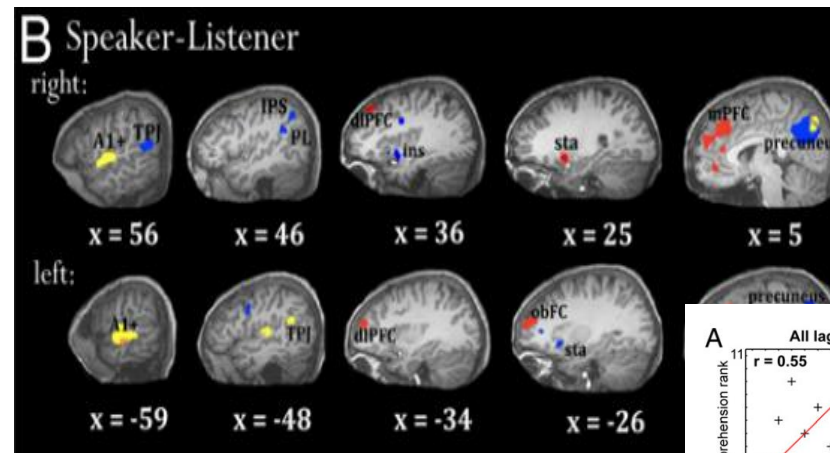 B Speaker-Listener
right:
A1+ TPJ
IPS
PL
dlPFC
ins
sta
mPFC
x = 56 x = 46 x = 36 x = 25 x = 5
left:
A1+
TPJ
dlPFC
obFC
sta
precuneus
x = -59 x = -48 x = -34 x = -26
A All lag
11
r = 0.55
rehension rank